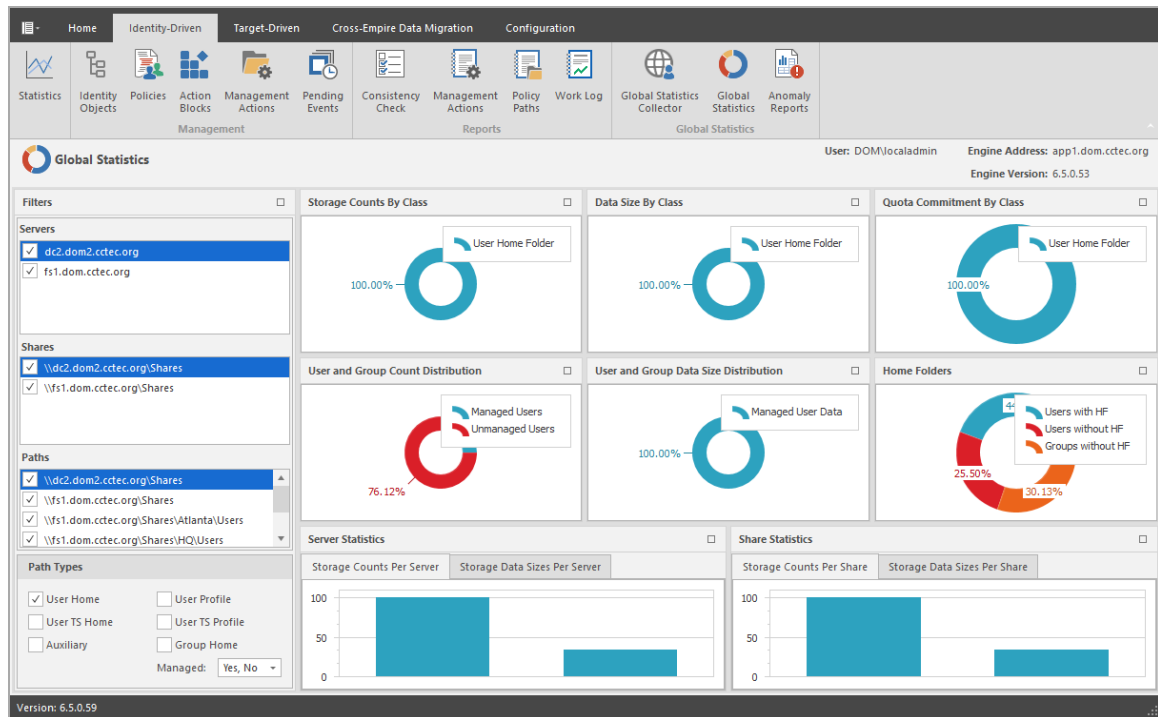 Home Identity-Driven Target-Driven Cross-Empire Data Migration Configuration
Statistics
Identity Objects
Policies
Action Blocks
Management Actions
Pending Events
Management
Consistency Check
Management Actions
Policy Paths
Work Log
Reports
Global Statistics Collector
Global Statistics
Anomaly Reports
Global Statistics
Global Statistics
User: DOM\localadmin
Engine Address: app1.dom.cctec.org
Engine Version: 6.5.0.53
Filters
Servers
dc2.dom2.cctec.org
fs1.dom.cctec.org
Shares
\\dc2.dom2.cctec.org\Shares
\\fs1.dom.cctec.org\Shares
Paths
\\dc2.dom2.cctec.org\Shares
\\fs1.dom.cctec.org\Shares
\\fs1.dom.cctec.org\Shares\Atlanta\Users
\\fs1.dom.cctec.org\Shares\HQ\Users
Path Types
User Home User Profile
User TS Home User TS Profile
Auxiliary Group Home
Managed: Yes, No
Storage Counts By Class
User Home Folder
100.00%
Data Size By Class
User Home Folder
100.00%
Quota Commitment By Class
User Home Folder
100.00%
User and Group Count Distribution
Managed Users
Unmanaged Users
76.12%
User and Group Data Size Distribution
Managed User Data
100.00%
Home Folders
Users with HF
Users without HF
Groups without HF
25.50%
30.13%
Server Statistics
Storage Counts Per Server Storage Data Sizes Per Server
100
50
0
Share Statistics
Storage Counts Per Share Storage Data Sizes Per Share
100
50
0
Version: 6.5.0.59